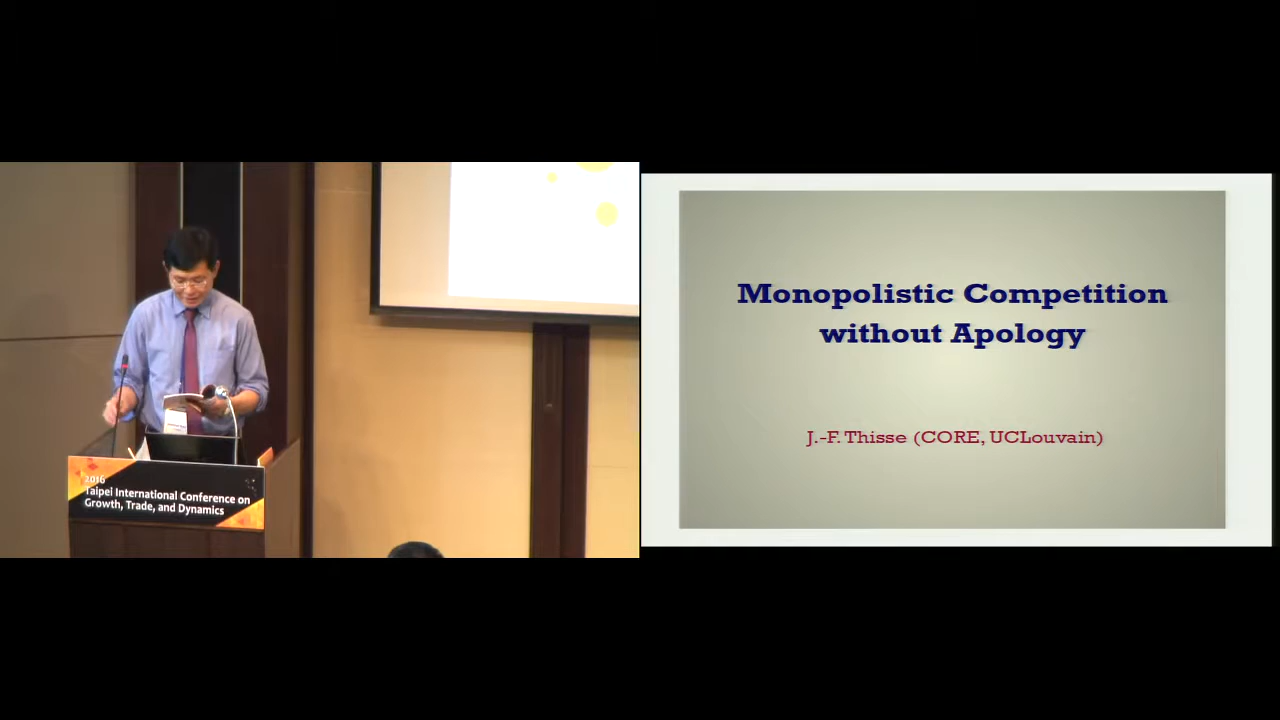 2016
Taipei International Conference on
Growth, Trade, and Dynamics
Monopolistic Competition
without Apology
J.-F. Thisse (CORE, UCLouvain)